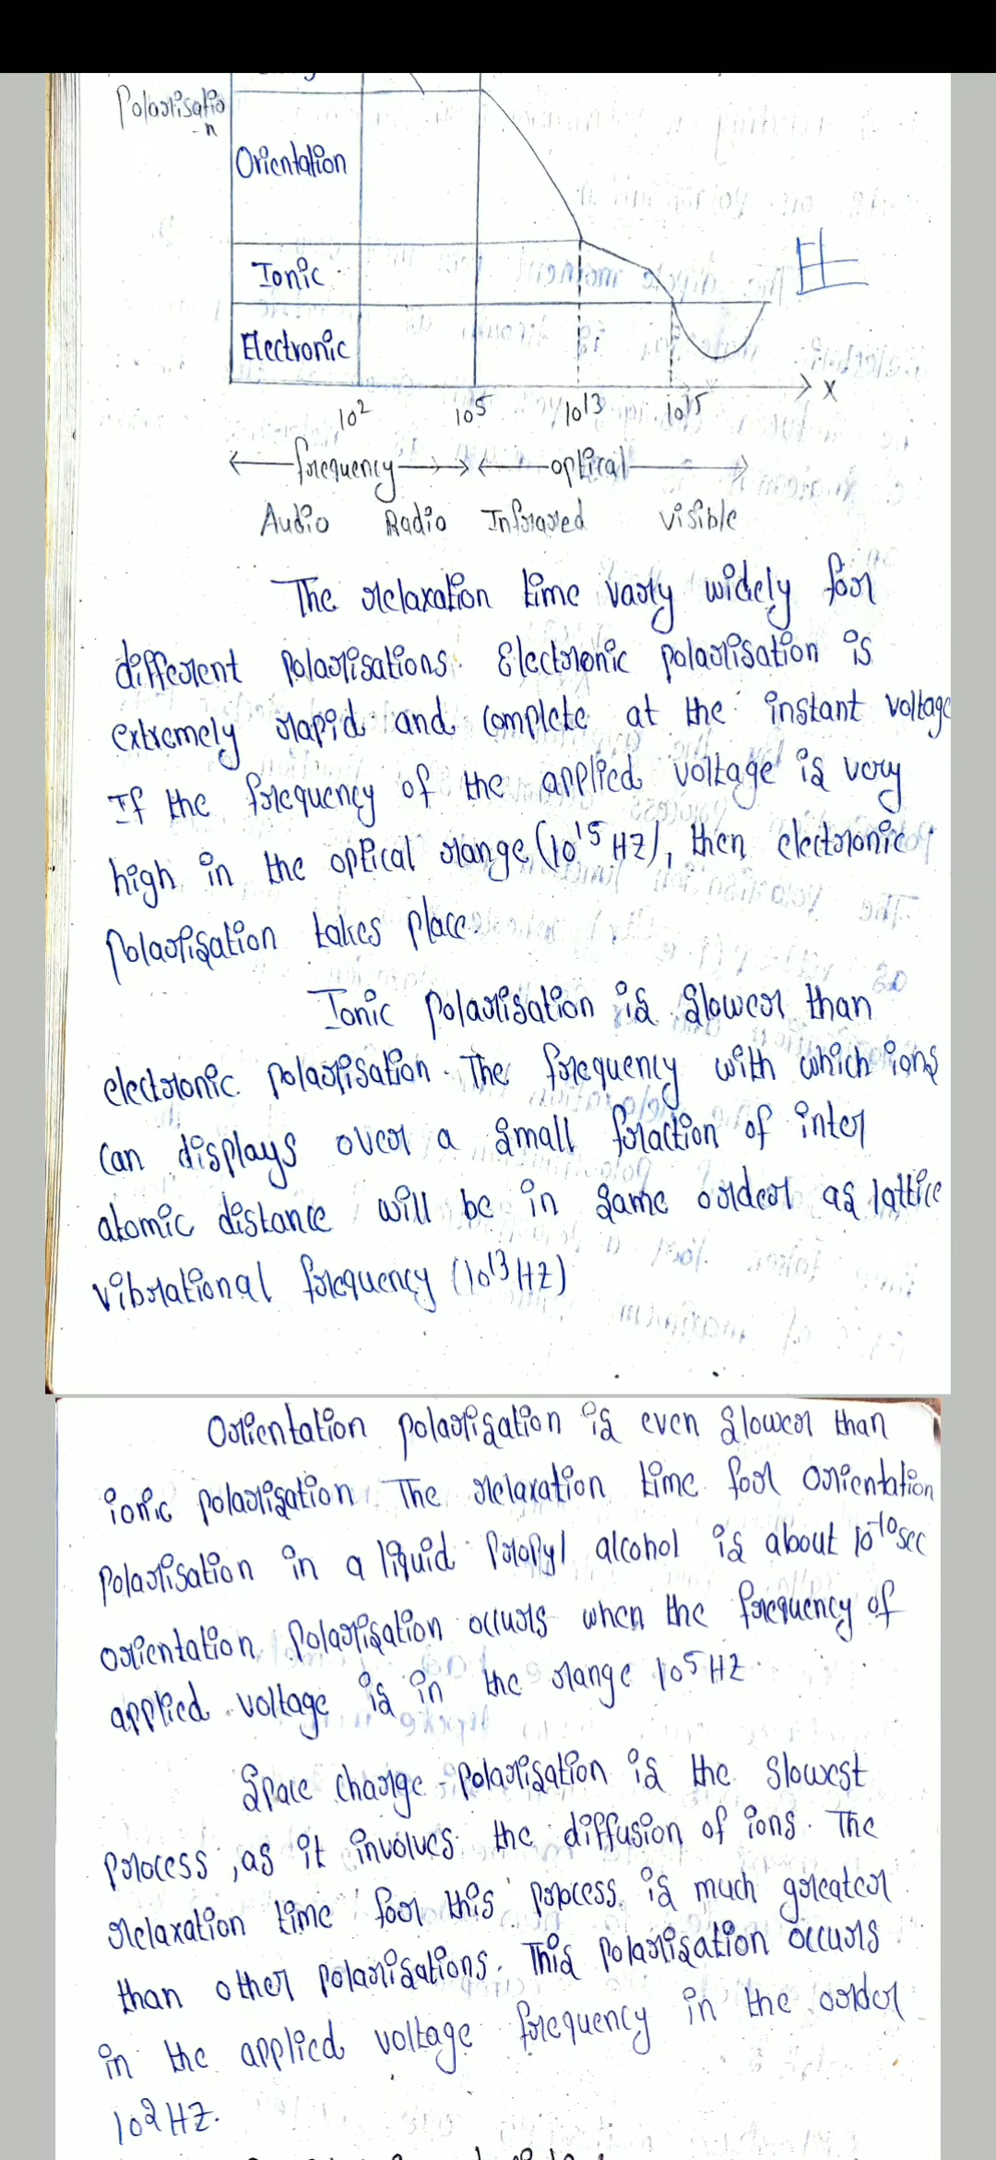 Polarisatio
-n
Orientation
Ionic
Electronic
10² 10⁵ 10¹³ 10¹⁵ X
frequency optical
Audio Radio Infrared visible
The relaxation time vary widely for
different polarisations. Electronic polarisation is
extremely rapid and complete at the instant voltage
If the frequency of the applied voltage is very
high in the optical range (10¹⁵ HZ), then electronic
polarisation takes place
Ionic polarisation is slower than
electronic polarisation. The frequency with which ions
can displays over a small fraction of inter
atomic distance will be in same order as lattice
vibrational frequency (10¹³ HZ)
Orientation polarisation is even slower than
ionic polarisation. The relaxation time for orientation
polarisation in a liquid propyl alcohol is about 10⁻¹⁰ sec
orientation polarisation occurs when the frequency of
applied voltage is in the range 10⁵ HZ.
Space charge - polarisation is the slowest
process, as it involves the diffusion of ions. The
relaxation time for this process is much greater
than other polarisations. This polarisation occurs
in the applied voltage frequency in the order
10² HZ.